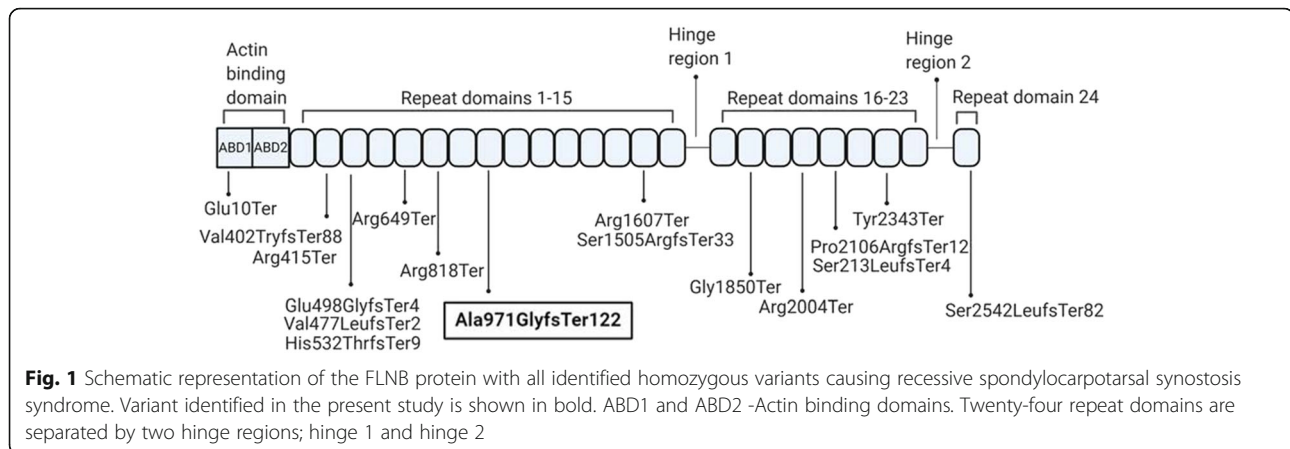 Actin
binding
domain
Hinge
region 1
Hinge
region 2
Repeat domains 1-15
Repeat domains 16-23
Repeat domain 24
ABD1 ABD2
Glu10Ter
Val402TryfsTer88
Arg415Ter
Glu498GlyfsTer4
Val477LeufsTer2
His532ThrfsTer9
Arg649Ter
Arg818Ter
Ala971GlyfsTer122
Arg1607Ter
Ser1505ArgfsTer33
Gly1850Ter
Arg2004Ter
Pro2106ArgfsTer12
Ser213LeufsTer4
Tyr2343Ter
Ser2542LeufsTer82
Fig. 1 Schematic representation of the FLNB protein with all identified homozygous variants causing recessive spondylocarpotarsal synostosis
syndrome. Variant identified in the present study is shown in bold. ABD1 and ABD2 -Actin binding domains. Twenty-four repeat domains are
separated by two hinge regions; hinge 1 and hinge 2